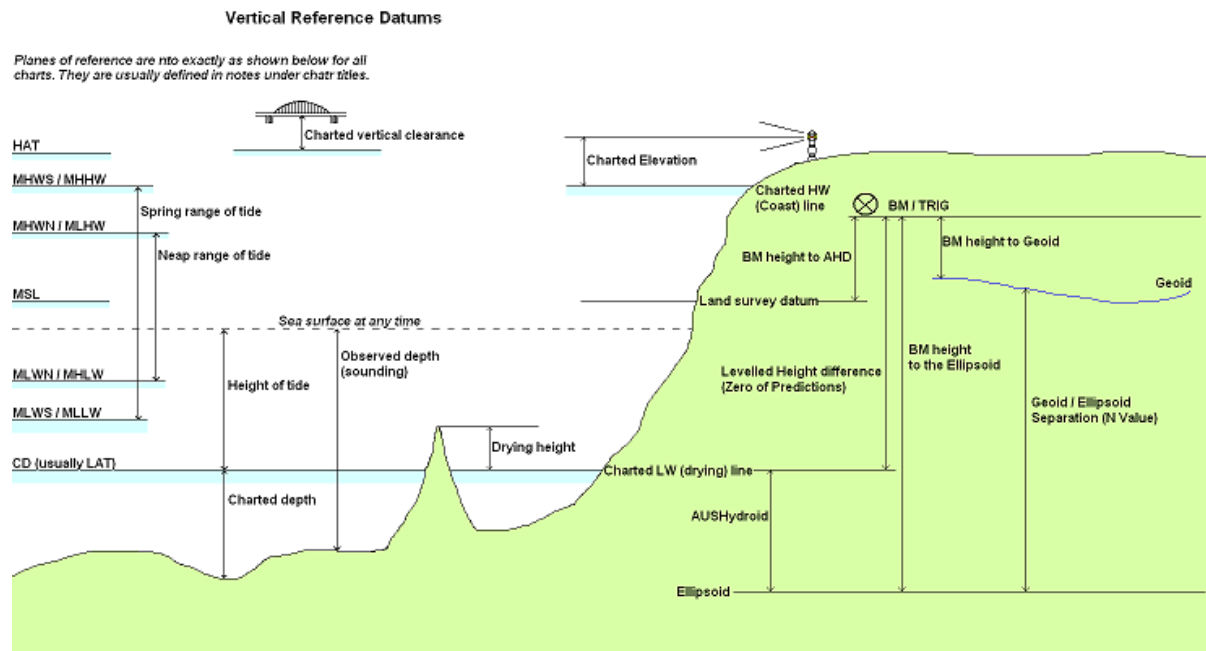 Vertical Reference Datums
Planes of reference are nto exactly as shown below for all
charts. They are usually defined in notes under chatr titles.
Charted vertical clearance
HAT
Charted Elevation
MHWS / MHHW
Charted HW
(Coast) line
Spring range of tide
BM / TRIG
MHWN / MLHW
Neap range of tide
BM height to Geoid
BM height to AHD
Geoid
MSL
Land survey datum
Sea surface at any time
Observed depth
(sounding)
BM height
to the Ellipsoid
MLWN / MHLW
Height of tide
Levelled Height difference
(Zero of Predictions)
Geoid / Ellipsoid
Separation (N Value)
MLWS / MLLW
Drying height
CD (usually LAT)
Charted LW (drying) line
Charted depth
AUSHydroid
Ellipsoid